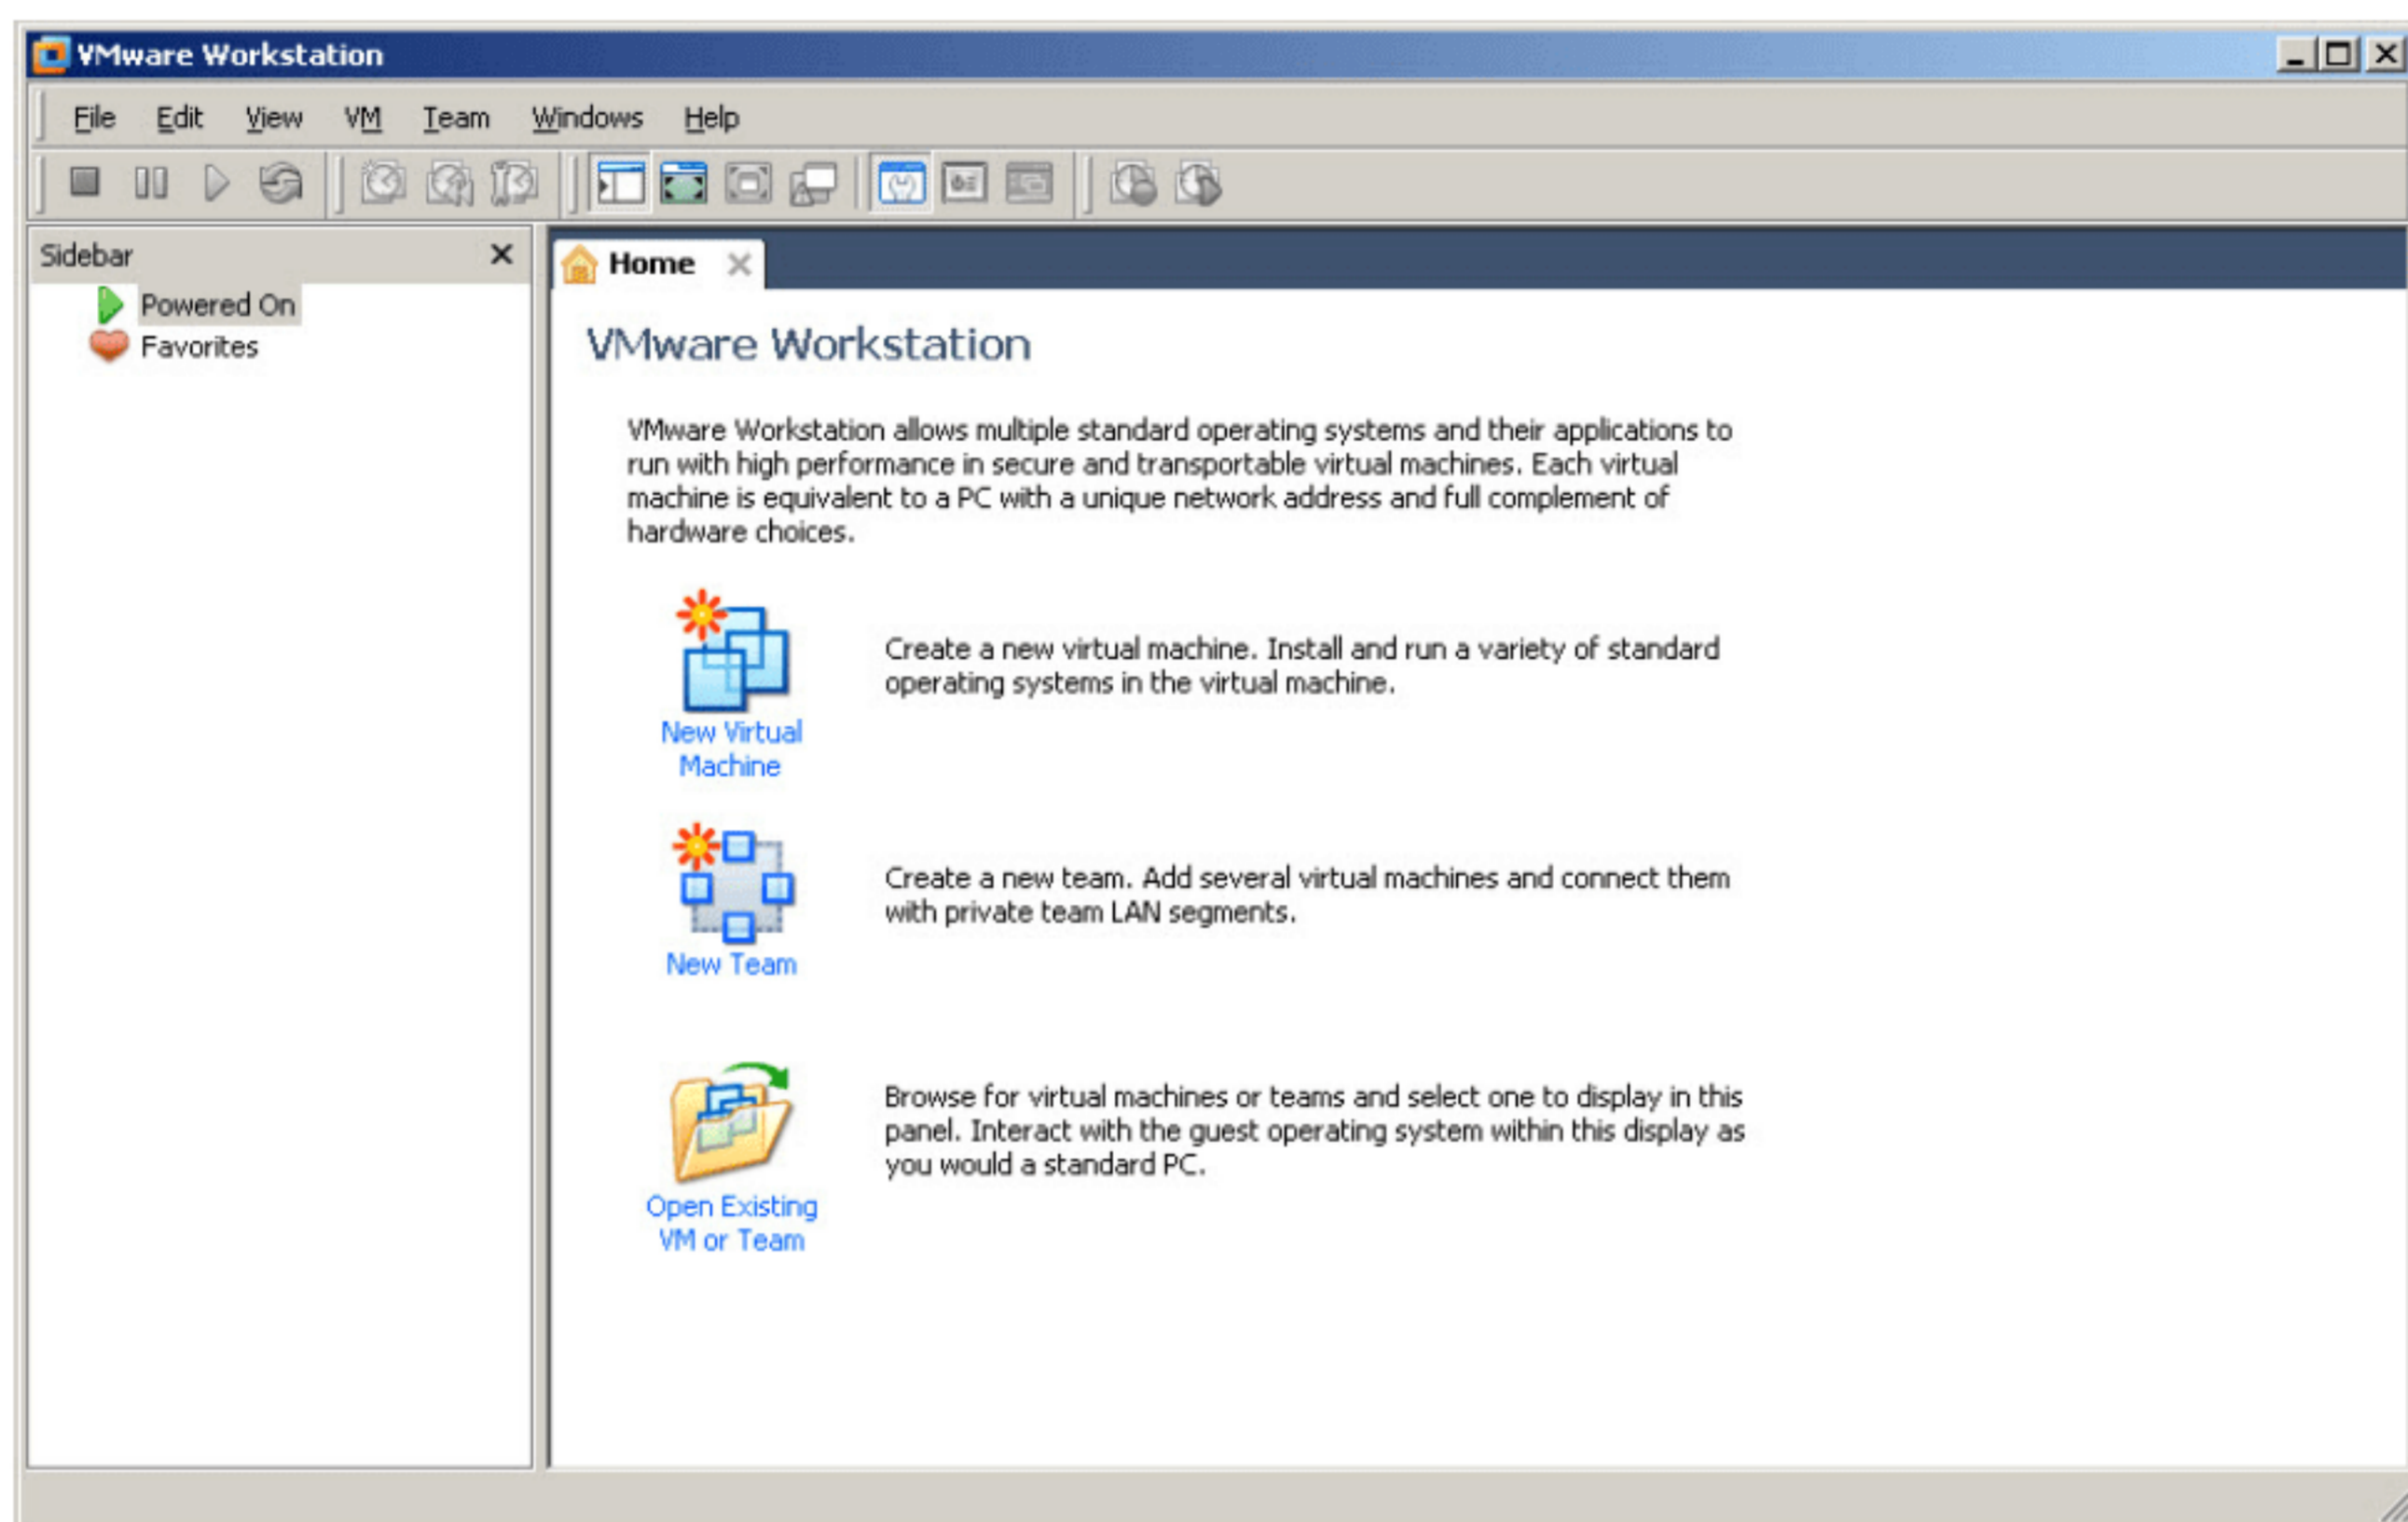 VMware Workstation
File Edit View VM Team Windows Help
Sidebar
Home
Powered On
Favorites
VMware Workstation
VMware Workstation allows multiple standard operating systems and their applications to
run with high performance in secure and transportable virtual machines. Each virtual
machine is equivalent to a PC with a unique network address and full complement of
hardware choices.
Create a new virtual machine. Install and run a variety of standard
operating systems in the virtual machine.
New Virtual
Machine
Create a new team. Add several virtual machines and connect them
with private team LAN segments.
New Team
Browse for virtual machines or teams and select one to display in this
panel. Interact with the guest operating system within this display as
you would a standard PC.
Open Existing
VM or Team